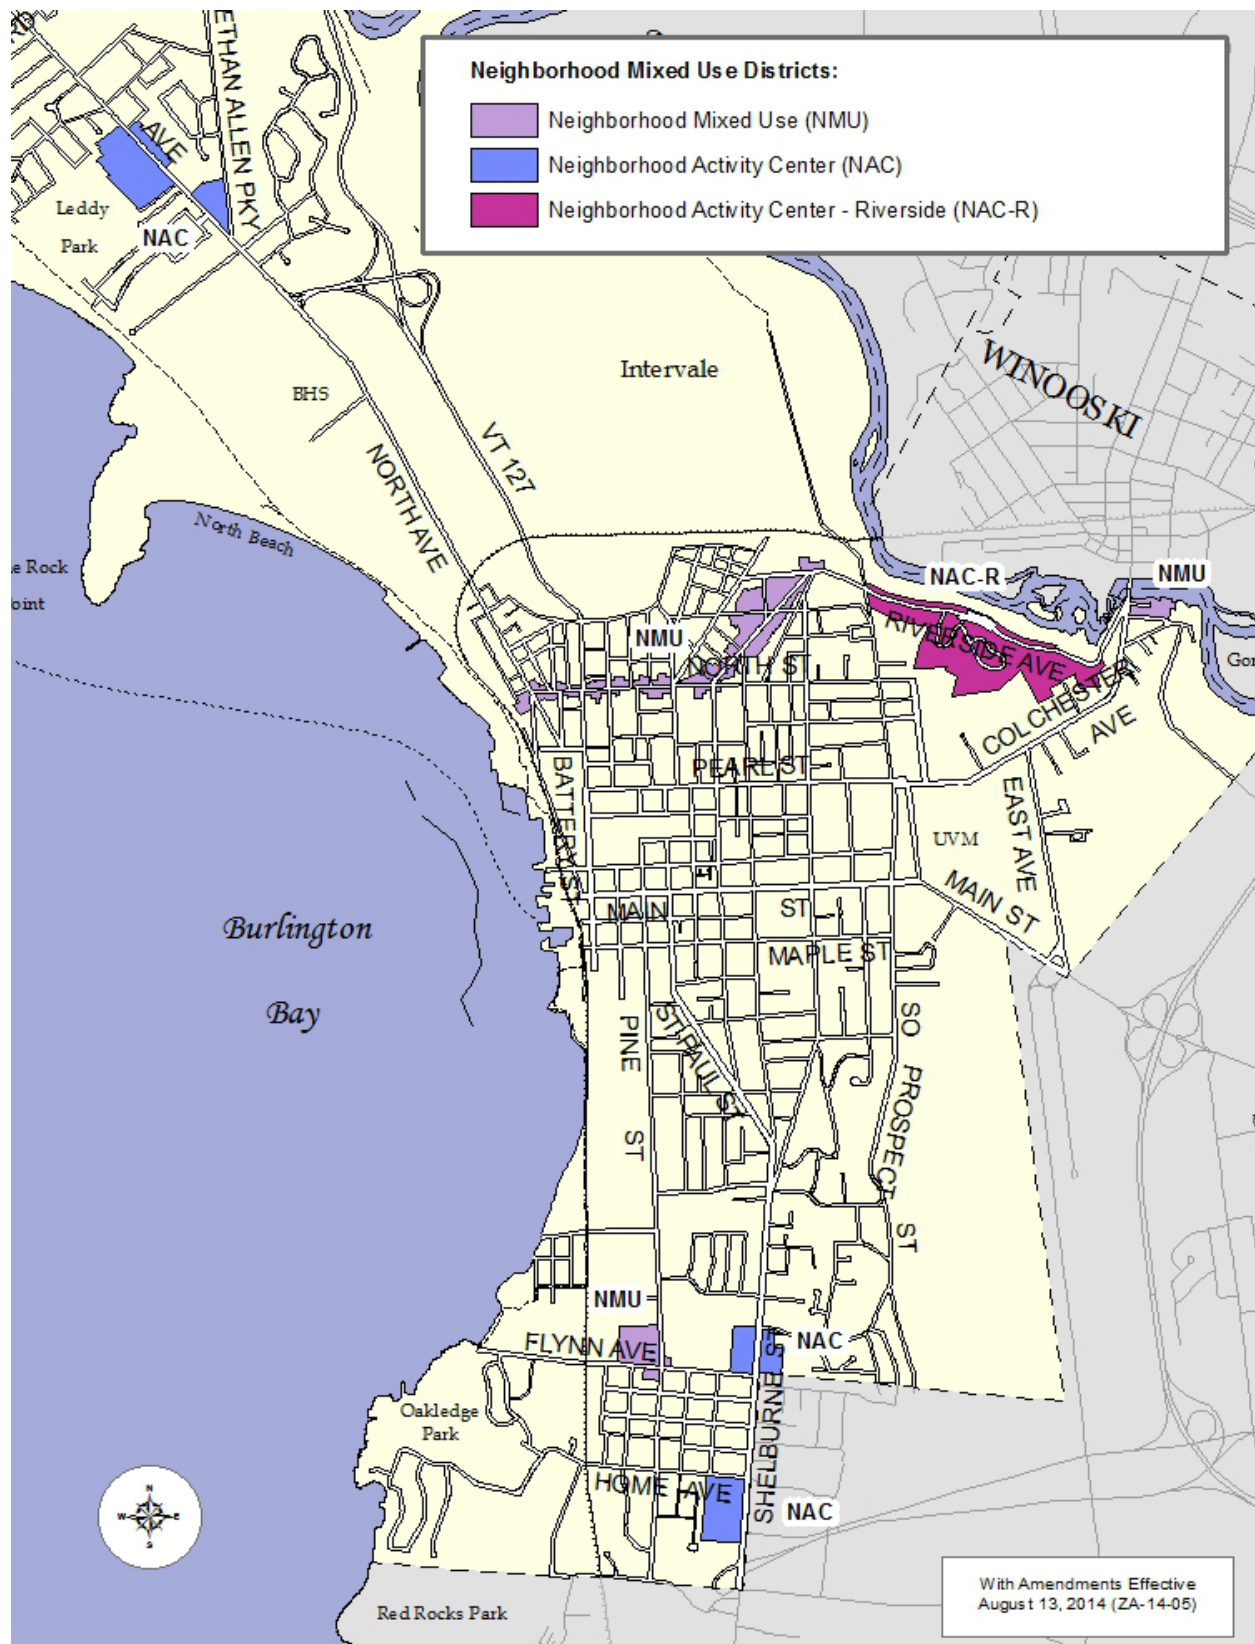 ETHAN ALLEN PKY
Neighborhood Mixed Use Districts:
Neighborhood Mixed Use (NMU)
Neighborhood Activity Center (NAC)
Neighborhood Activity Center - Riverside (NAC-R)
AVE
Leddy
Park
NAC
WINOOSKI
Intervale
BHS
VT 127
NORTH AVE
North Beach
e Rock
oint
NAC-R
NMU
NMU
RIVERSIDE AVE
NORTH ST
COLCHESTER
AVE
Gor
PEARL ST
BATTERY ST
EAST AVE
UVM
MAIN ST
MAIN ST
MAPLE ST
Burlington
Bay
SO PROSPECT ST
PINE ST
ST PAUL ST
NMU
FLYNN AVE
NAC
SHELBURNE ST
Oakledge
Park
HOME AVE
NAC
N
W E
S
With Amendments Effective
August 13, 2014 (ZA-14-05)
Red Rocks Park